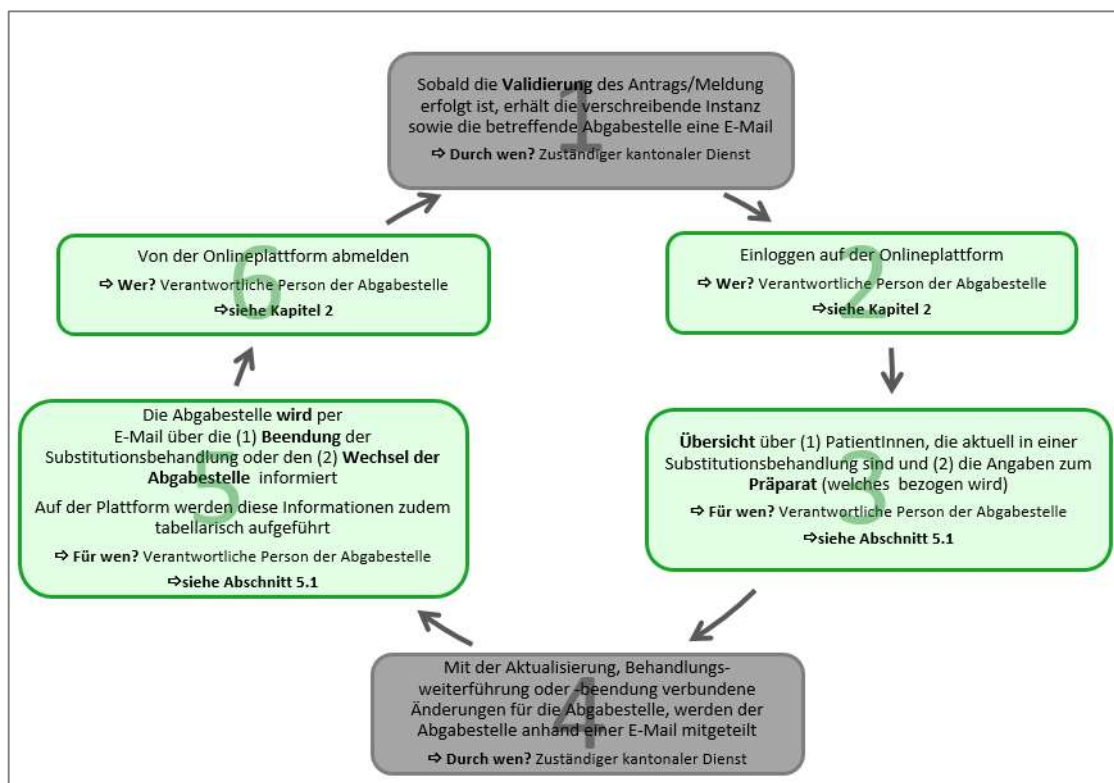 1
Sobald die Validierung des Antrags/Meldung
erfolgt ist, erhält die verschreibende Instanz
sowie die betreffende Abgabestelle eine E-Mail
⇨ Durch wen? Zuständiger kantonaler Dienst
2
Einloggen auf der Onlineplattform
⇨ Wer? Verantwortliche Person der Abgabestelle
⇨siehe Kapitel 2
3
Übersicht über (1) PatientInnen, die aktuell in einer
Substitutionsbehandlung sind und (2) die Angaben zum
Präparat (welches bezogen wird)
⇨ Für wen? Verantwortliche Person der Abgabestelle
⇨siehe Abschnitt 5.1
4
Mit der Aktualisierung, Behandlungs-
weiterführung oder -beendung verbundene
Änderungen für die Abgabestelle, werden der
Abgabestelle anhand einer E-Mail mitgeteilt
⇨ Durch wen? Zuständiger kantonaler Dienst
5
Die Abgabestelle wird per
E-Mail über die (1) Beendung der
Substitutionsbehandlung oder den (2) Wechsel der
Abgabestelle informiert
Auf der Plattform werden diese Informationen zudem
tabellarisch aufgeführt
⇨ Für wen? Verantwortliche Person der Abgabestelle
⇨siehe Abschnitt 5.1
6
Von der Onlineplattform abmelden
⇨ Wer? Verantwortliche Person der Abgabestelle
⇨siehe Kapitel 2